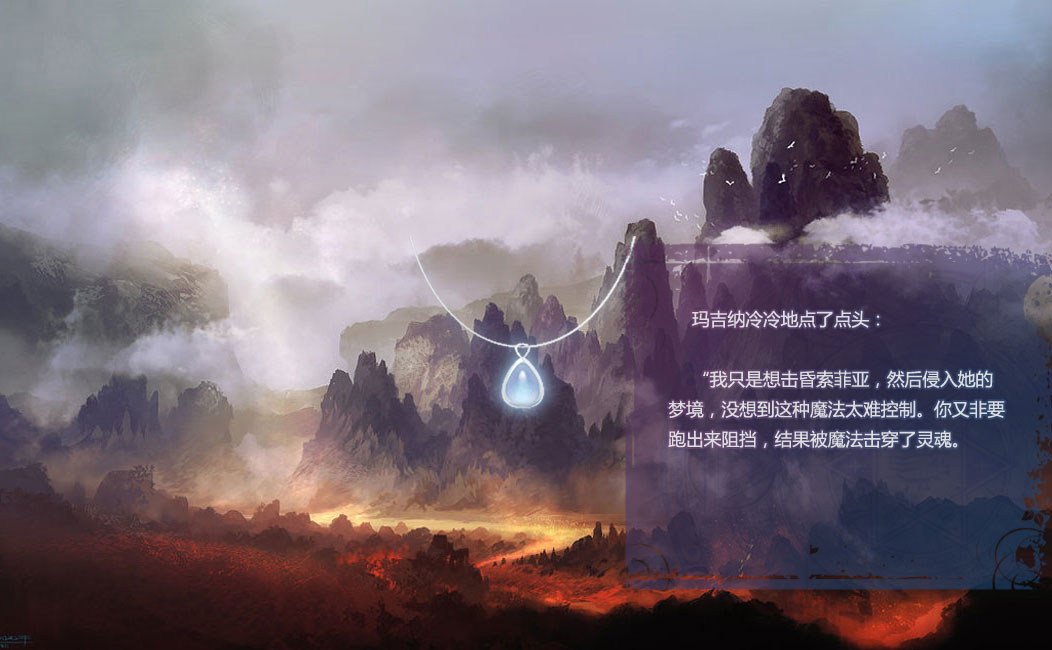 玛吉纳冷冷地点了点头：
“我只是想击昏索菲亚，然后侵入她的
梦境，没想到这种魔法太难控制。你又非要
跑出来阻挡，结果被魔法击穿了灵魂。